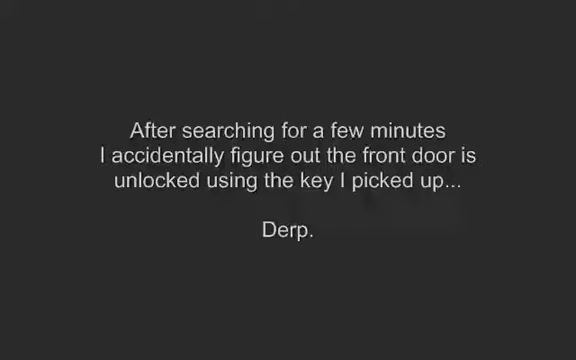 After searching for a few minutes
I accidentally figure out the front door is
unlocked using the key I picked up...
Derp.